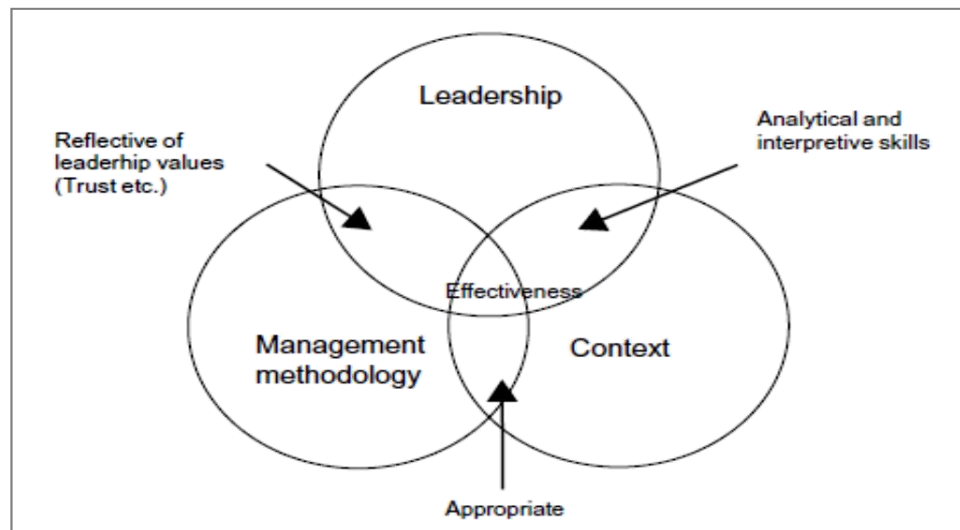 Leadership
Reflective of
leaderhip values
(Trust etc.)
Analytical and
interpretive skills
Effectiveness
Management
methodology
Context
Appropriate